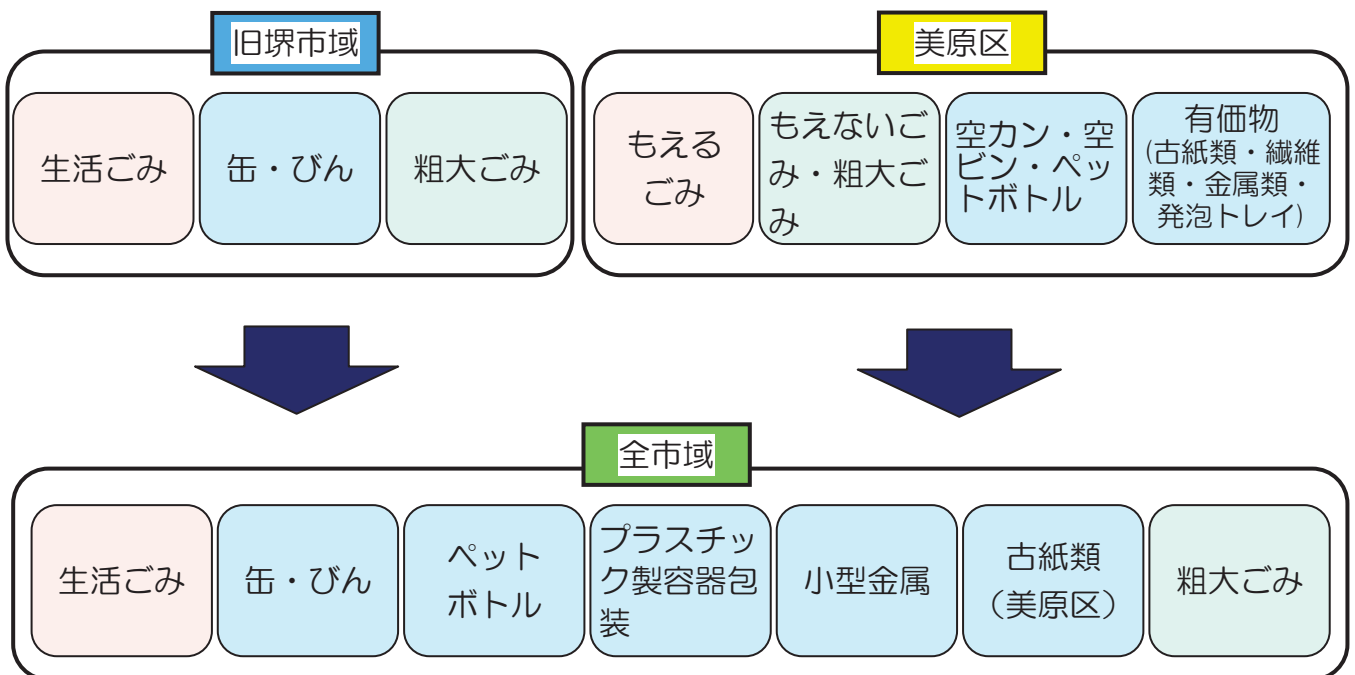 旧堺市域
生活ごみ
缶・びん
粗大ごみ
美原区
もえる
ごみ
もえないご
み・粗大ご
み
空カン・空
ビン・ペッ
トボトル
有価物
(古紙類・繊維
類・金属類・
発泡トレイ)
全市域
生活ごみ
缶・びん
ペット
ボトル
プラスチッ
ク製容器包
装
小型金属
古紙類
（美原区）
粗大ごみ